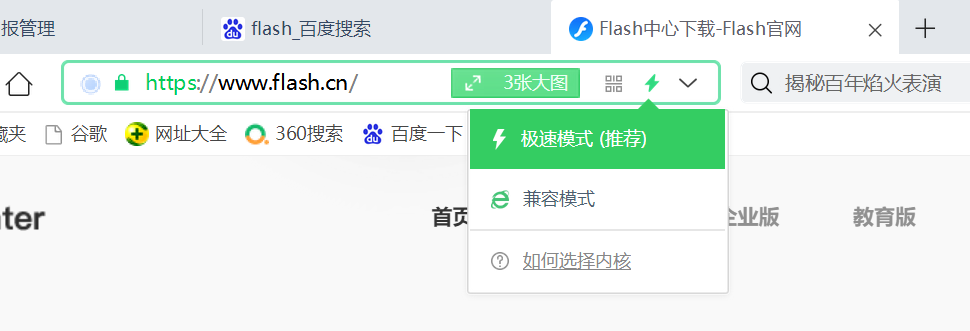 报管理
flash_百度搜索
Flash中心下载-Flash官网
https://www.flash.cn/
3张大图
揭秘百年焰火表演
藏夹
谷歌
网址大全
360搜索
百度一下
极速模式 (推荐)
兼容模式
如何选择内核
nter
首页
企业版
教育版